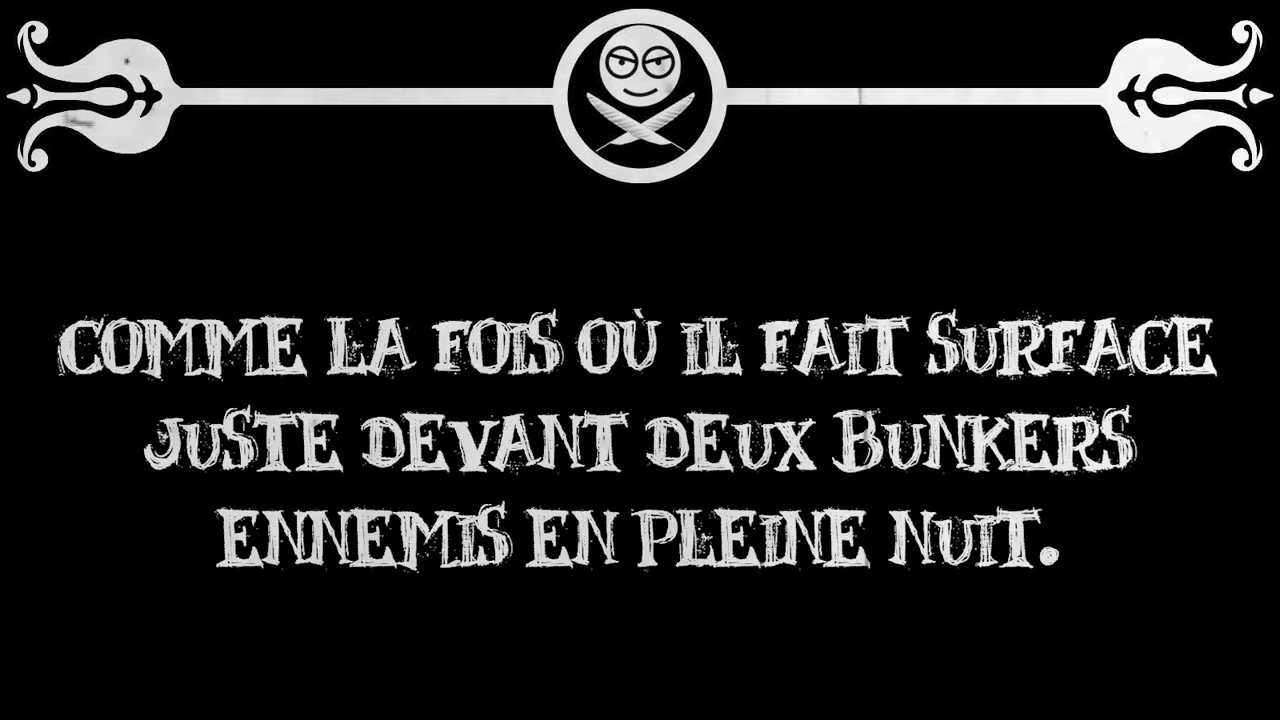 COMME LA FOIS OÙ IL FAIT SURFACE
JUSTE DEVANT DEUX BUNKERS
ENNEMIS EN PLEINE NUIT.